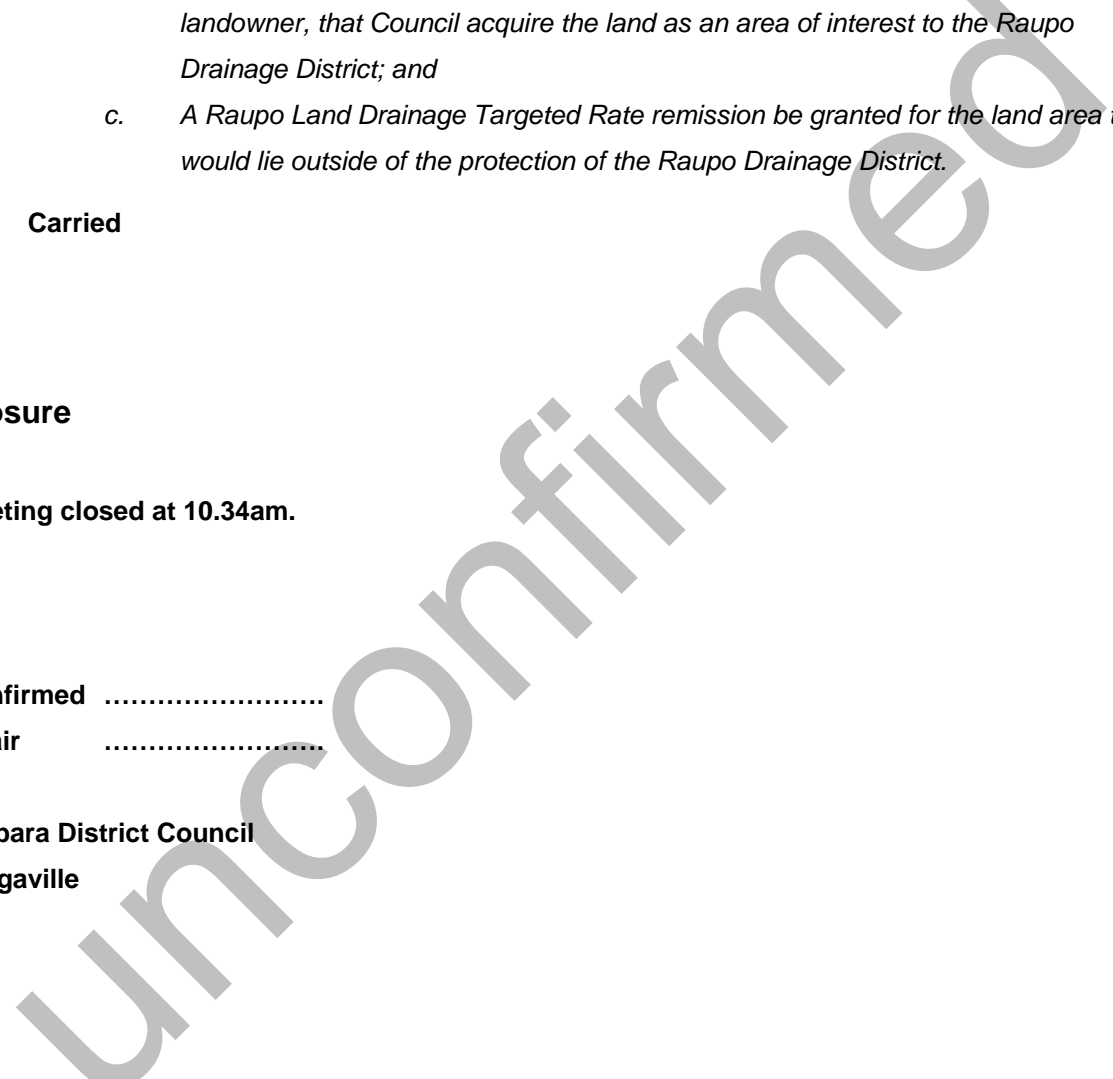 landowner, that Council acquire the land as an area of interest to the Raupo
Drainage District; and
c. A Raupo Land Drainage Targeted Rate remission be granted for the land area t
would lie outside of the protection of the Raupo Drainage District.
Carried
osure
eting closed at 10.34am.
nfirmed …………………….
air …………………….
para District Council
gaville
unconfirmed